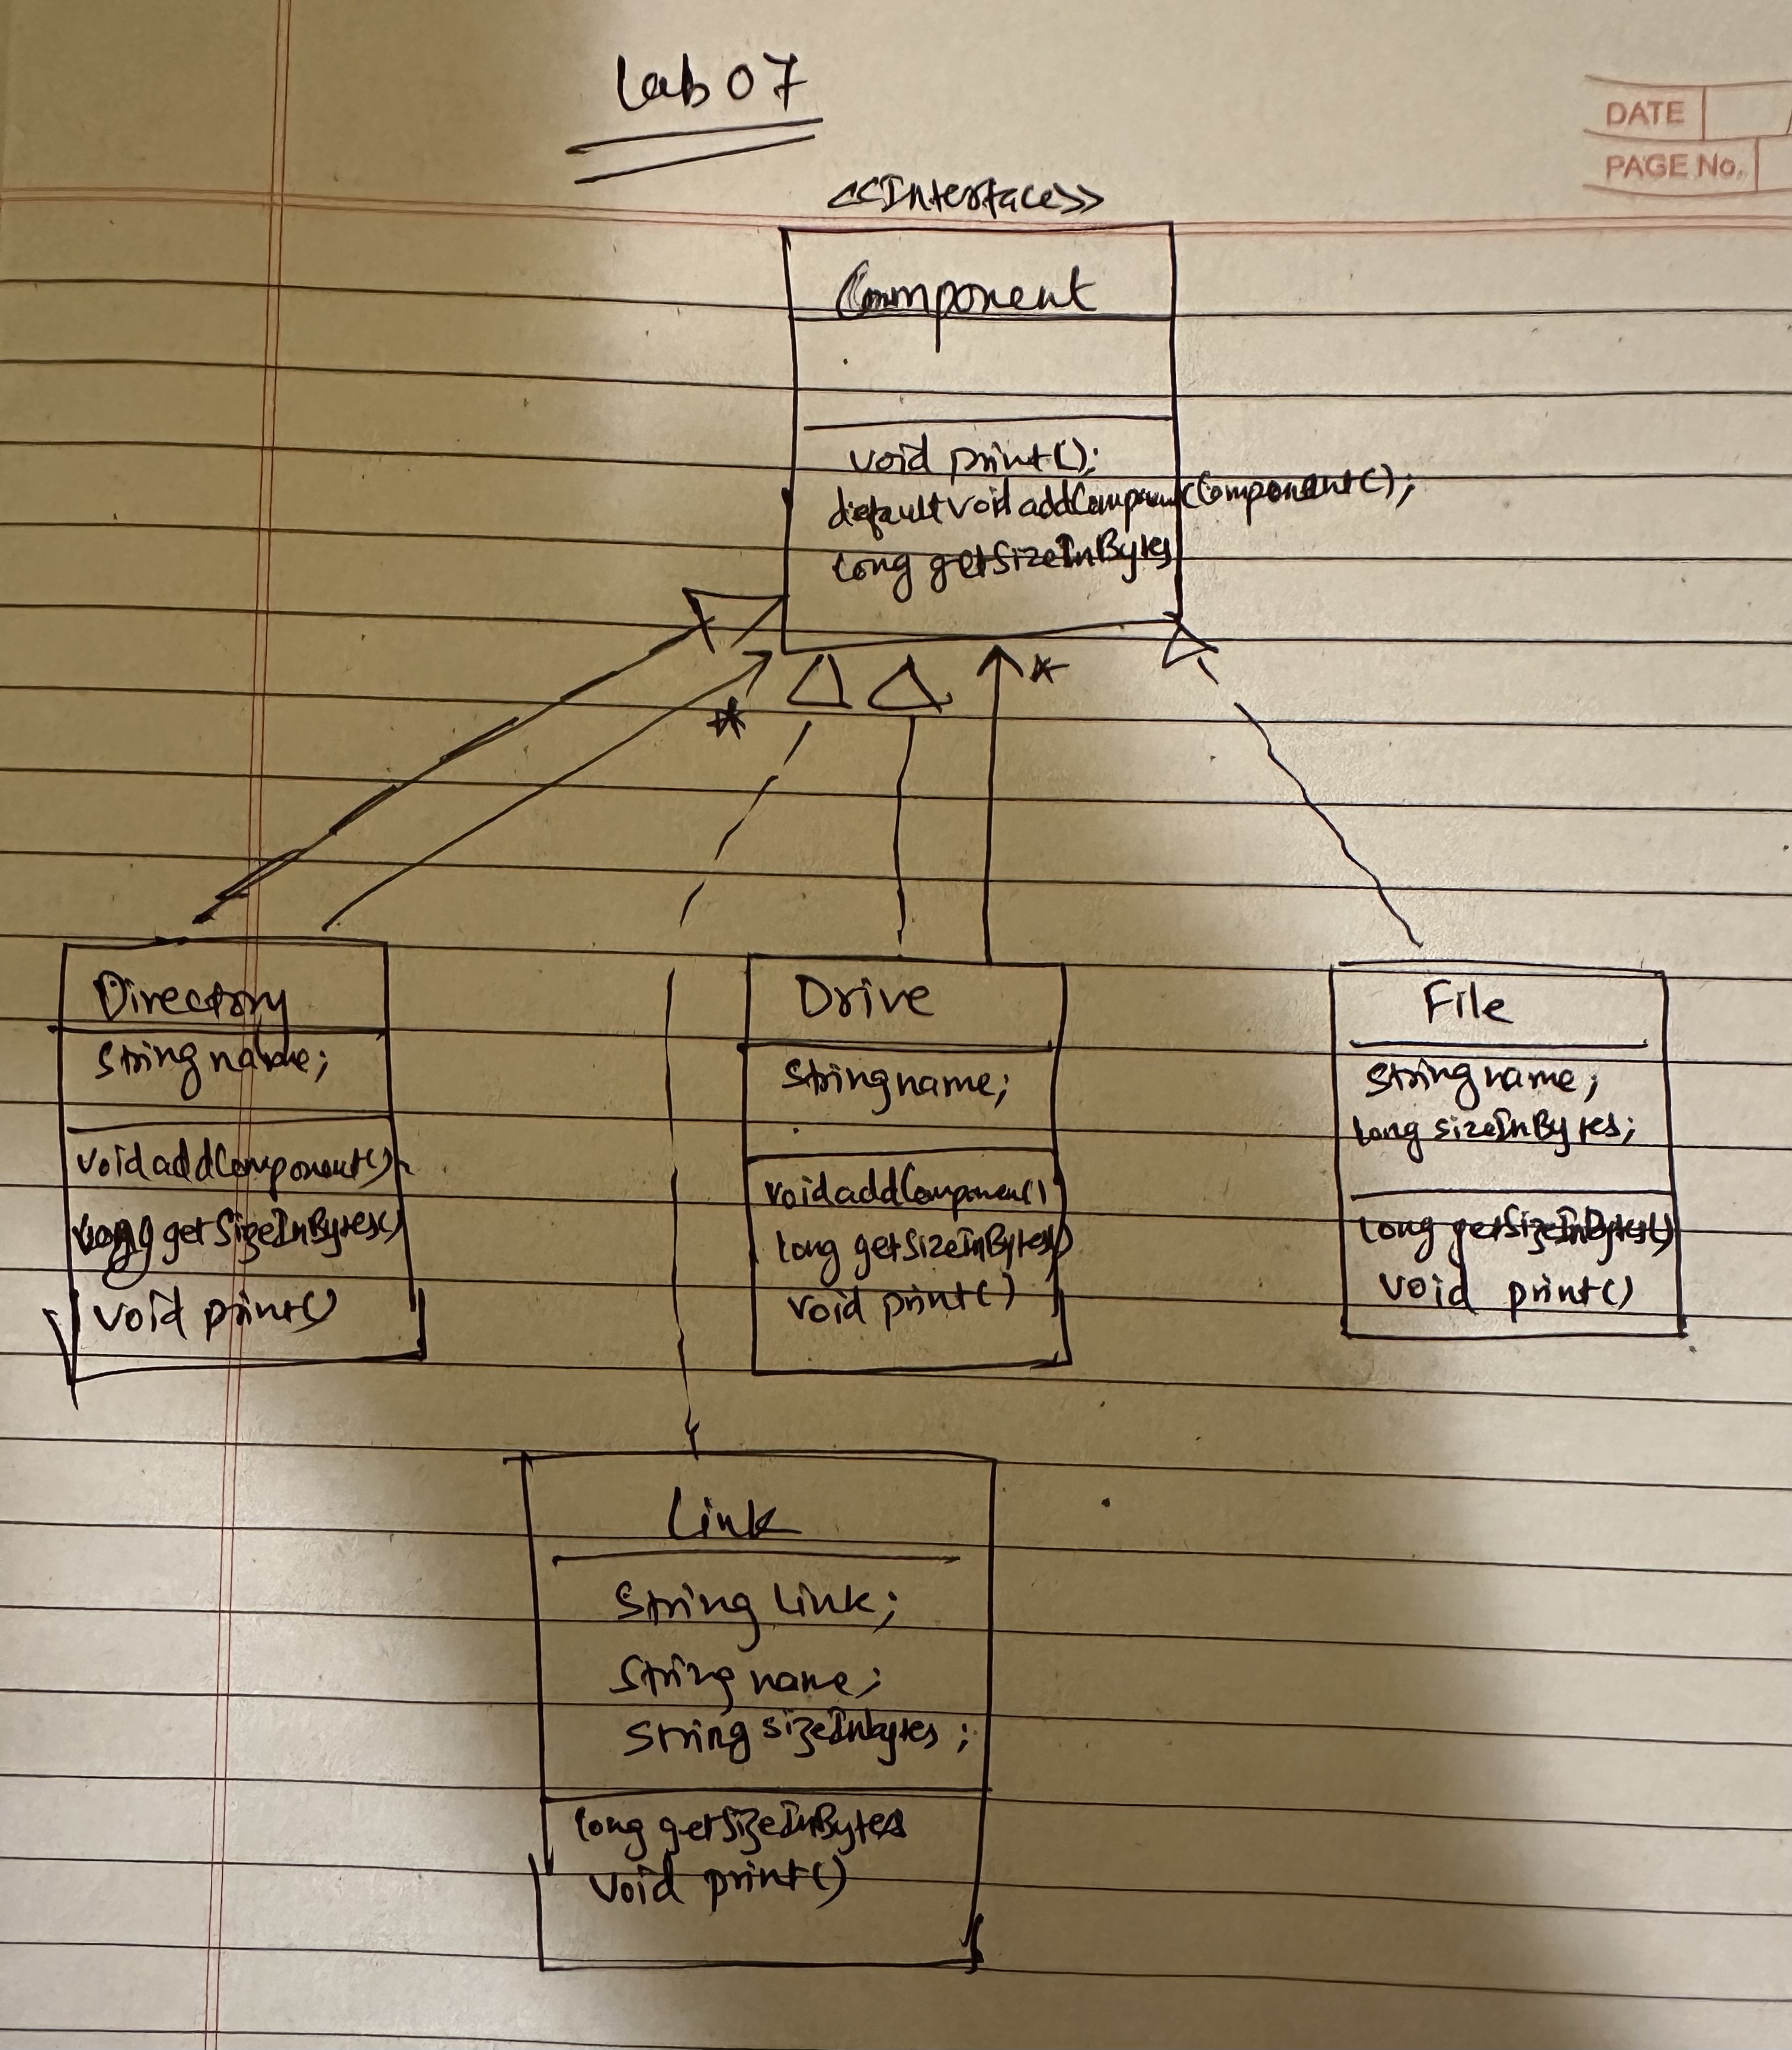 Lab 07
DATE
PAGE No.
<<Interface>>
Component
void print();
default void addComponent(Component();
long getSizeInBytes
*
*
Directory
String name;
void addComponent()
long getSizeInBytes()
void print()
Drive
String name;
void addComponent()
long getSizeInBytes()
void print()
File
String name;
long sizeInBytes;
long getSizeInBytes()
void print()
Link
String Link;
String name;
String sizeInbytes;
long getSizeInBytes
void print()